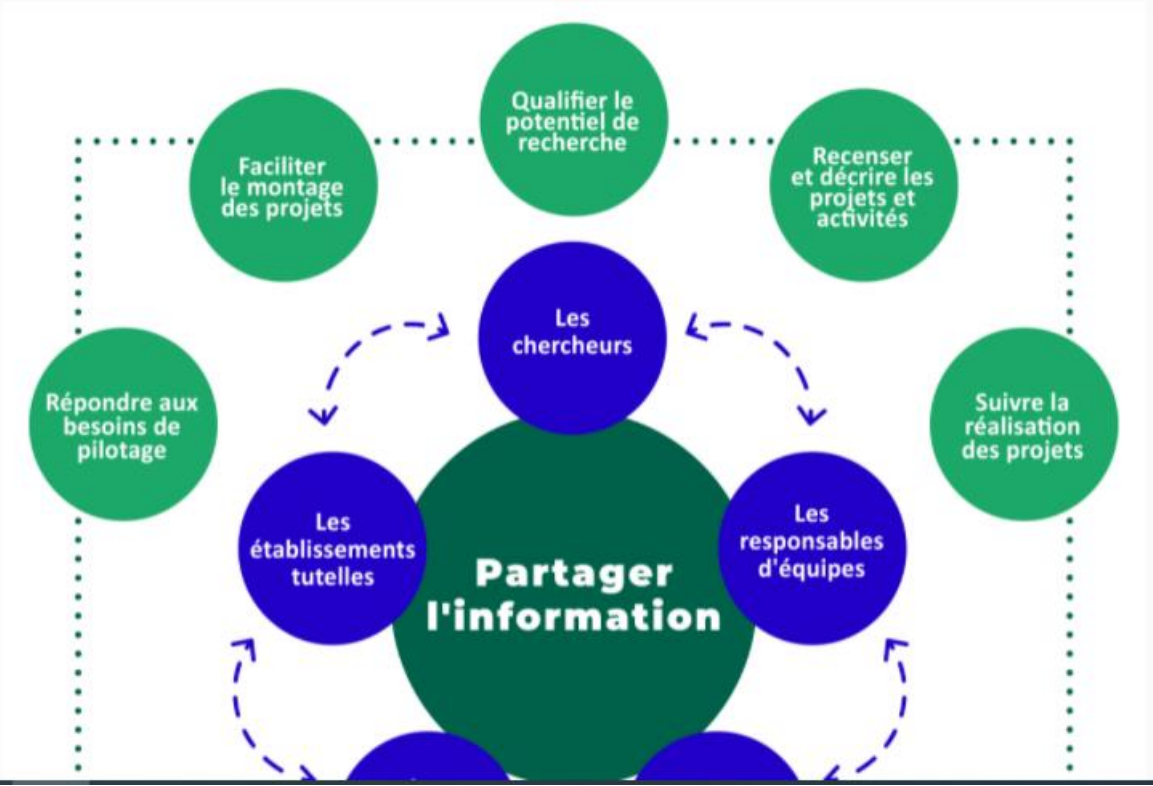 Qualifier le
potentiel de
recherche
Faciliter
le montage
des projets
Recenser
et décrire les
projets et
activités
Les
chercheurs
Répondre aux
besoins de
pilotage
Suivre la
réalisation
des projets
Les
établissements
tutelles
Les
responsables
d'équipes
Partager
l'information